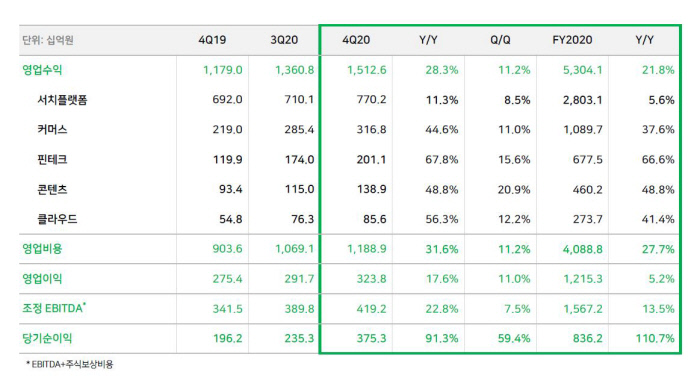 단위: 십억원 4Q19 3Q20 4Q20 Y/Y Q/Q FY2020 Y/Y
영업수익 1,179.0 1,360.8 1,512.6 28.3% 11.2% 5,304.1 21.8%
서치플랫폼 692.0 710.1 770.2 11.3% 8.5% 2,803.1 5.6%
커머스 219.0 285.4 316.8 44.6% 11.0% 1,089.7 37.6%
핀테크 119.9 174.0 201.1 67.8% 15.6% 677.5 66.6%
콘텐츠 93.4 115.0 138.9 48.8% 20.9% 460.2 48.8%
클라우드 54.8 76.3 85.6 56.3% 12.2% 273.7 41.4%
영업비용 903.6 1,069.1 1,188.9 31.6% 11.2% 4,088.8 27.7%
영업이익 275.4 291.7 323.8 17.6% 11.0% 1,215.3 5.2%
조정 EBITDA* 341.5 389.8 419.2 22.8% 7.5% 1,567.2 13.5%
당기순이익 196.2 235.3 375.3 91.3% 59.4% 836.2 110.7%
* EBITDA+주식보상비용